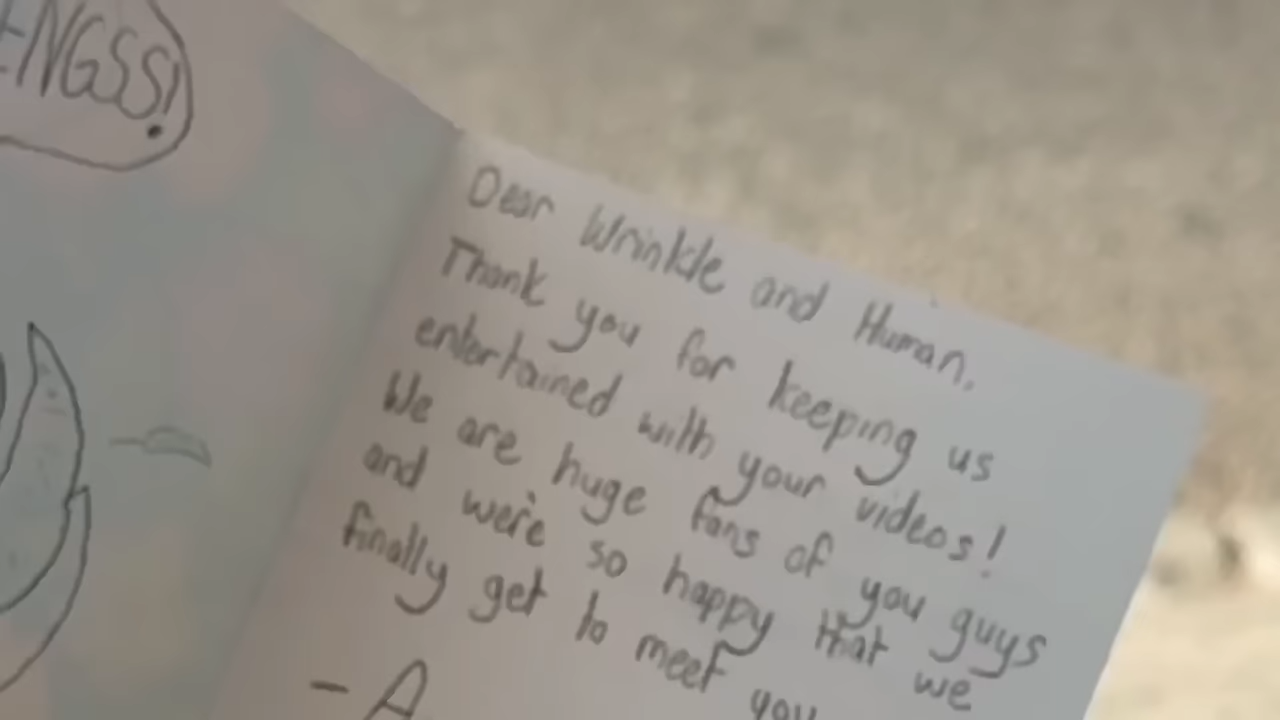 ENGSS!
Dear Wrinkle and Human,
Thank you for keeping us
entertained with your videos!
We are huge fans of you guys
and we're so happy that we
finally get to meet you
- A